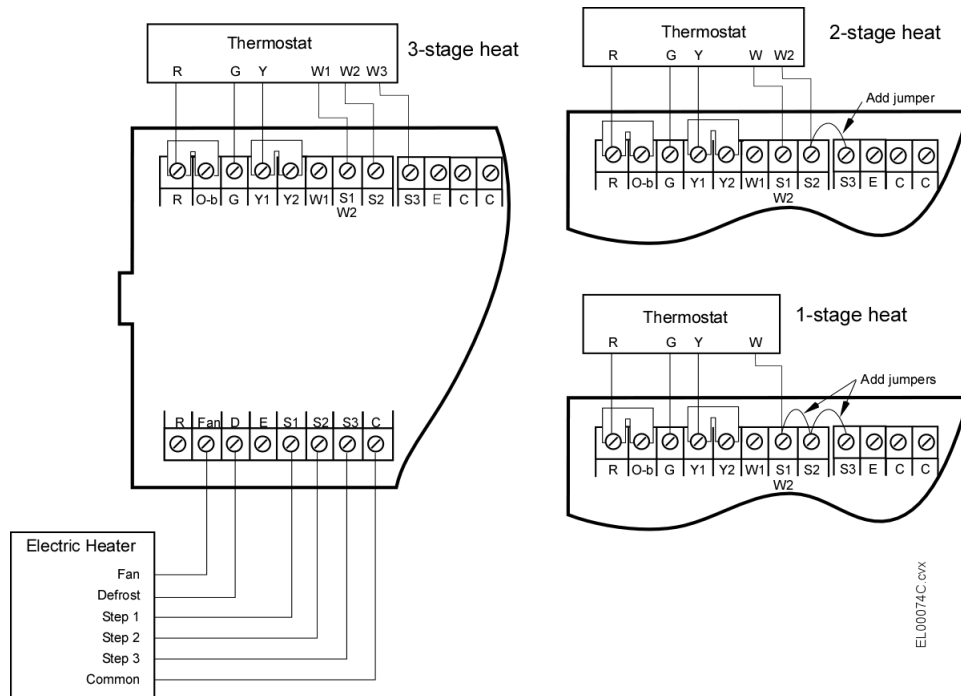 Thermostat
R G Y W1 W2 W3
3-stage heat
R O-b G Y1 Y2 W1 S1 S2 S3 E C C
W2
R Fan D E S1 S2 S3 C
Electric Heater
Fan
Defrost
Step 1
Step 2
Step 3
Common
Thermostat
R G Y W W2
2-stage heat
Add jumper
R O-b G Y1 Y2 W1 S1 S2 S3 E C C
W2
Thermostat
R G Y W
1-stage heat
Add jumpers
R O-b G Y1 Y2 W1 S1 S2 S3 E C C
W2
EL00074C.cvx